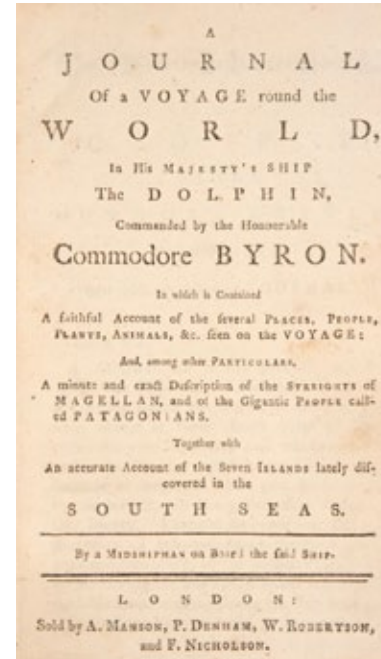 A
JOURNAL
Of a VOYAGE round the
WORLD,
In His MAJESTY's SHIP
The DOLPHIN,
Commanded by the Honourable
Commodore BYRON.
In which is Contained
A faithful Account of the ſeveral PLACES, PEOPLE,
PLANTS, ANIMALS, &c. ſeen on the VOYAGE:
And, among other PARTICULARS,
A minute and exact Deſcription of the STREIGHTS of
MAGELLAN, and of the Gigantic PEOPLE call-
ed PATAGONIANS.
Together with
An accurate Account of the Seven ISLANDS lately diſ-
covered in the
SOUTH SEAS.
By a MIDSHIPMAN on Board the ſaid SHIP.
LONDON:
Sold by A. MANSON, P. DENHAM, W. ROBERTSON,
and F. NICHOLSON.